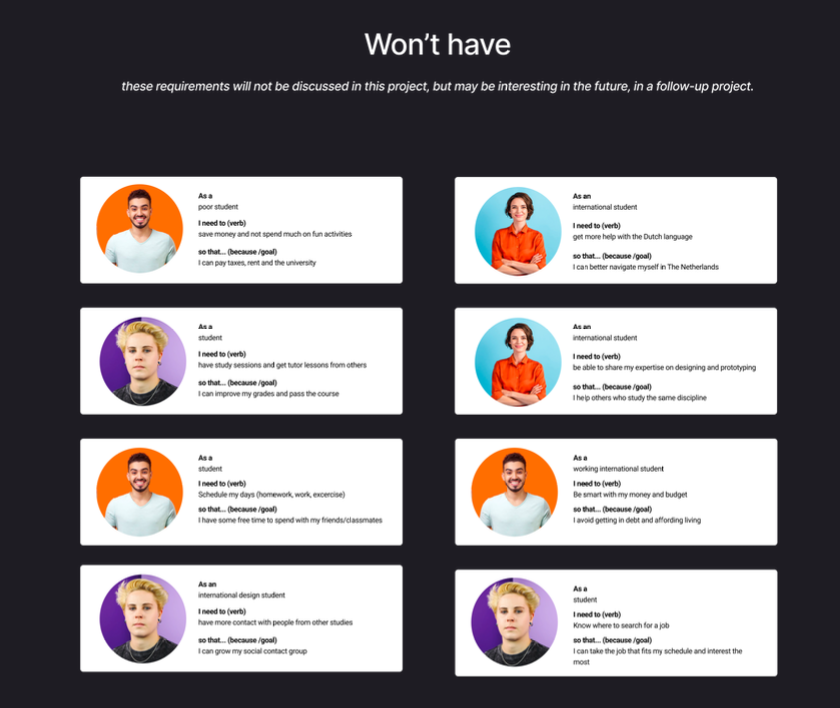 Won't have
these requirements will not be discussed in this project, but may be interesting in the future, in a follow-up project.
As a
poor student
I need to (verb)
save money and not spend much on fun activities
so that... (because /goal)
I can pay taxes, rent and the university
As an
international student
I need to (verb)
get more help with the Dutch language
so that... (because /goal)
I can better navigate myself in The Netherlands
As a
student
I need to (verb)
have study sessions and get tutor lessons from others
so that... (because /goal)
I can improve my grades and pass the course
As an
international student
I need to (verb)
be able to share my expertise on designing and prototyping
so that... (because /goal)
I help others who study the same discipline
As a
student
I need to (verb)
Schedule my days (homework, work, excercise)
so that... (because /goal)
I have some free time to spend with my friends/classmates
As a
working international student
I need to (verb)
Be smart with my money and budget
so that... (because /goal)
I avoid getting in debt and affording living
As an
international design student
I need to (verb)
have more contact with people from other studies
so that... (because /goal)
I can grow my social contact group
As a
student
I need to (verb)
Know where to search for a job
so that... (because /goal)
I can take the job that fits my schedule and interest the
most